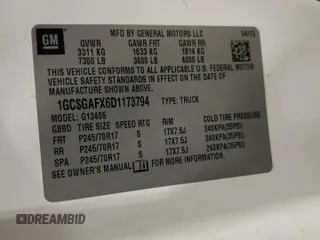 GM
MFD BY GENERAL MOTORS LLC 04/13
GVWR GAWR FRT GAWR RR
3311 KG 1633 KG 1814 KG
7300 LB 3600 LB 4000 LB
THIS VEHICLE CONFORMS TO ALL APPLICABLE U.S. FEDERAL MOTOR
VEHICLE SAFETY STANDARDS IN EFFECT ON THE DATE OF
MANUFACTURE SHOWN ABOVE.
1GCSGAFX6D1173794 TYPE: TRUCK
MODEL: G13405
TIRE SIZE SPEED RTG RIM COLD TIRE PRESSURE
FRT P245/70R17 S 17X7.5J 240KPA(35PSI)
RR P245/70R17 S 17X7.5J 240KPA(35PSI)
SPA P245/70R17 S 17X7.5J 240KPA(35PSI)
SEE OWNER'S MANUAL FOR ADDITIONAL INFORMATION.
DREAMBID